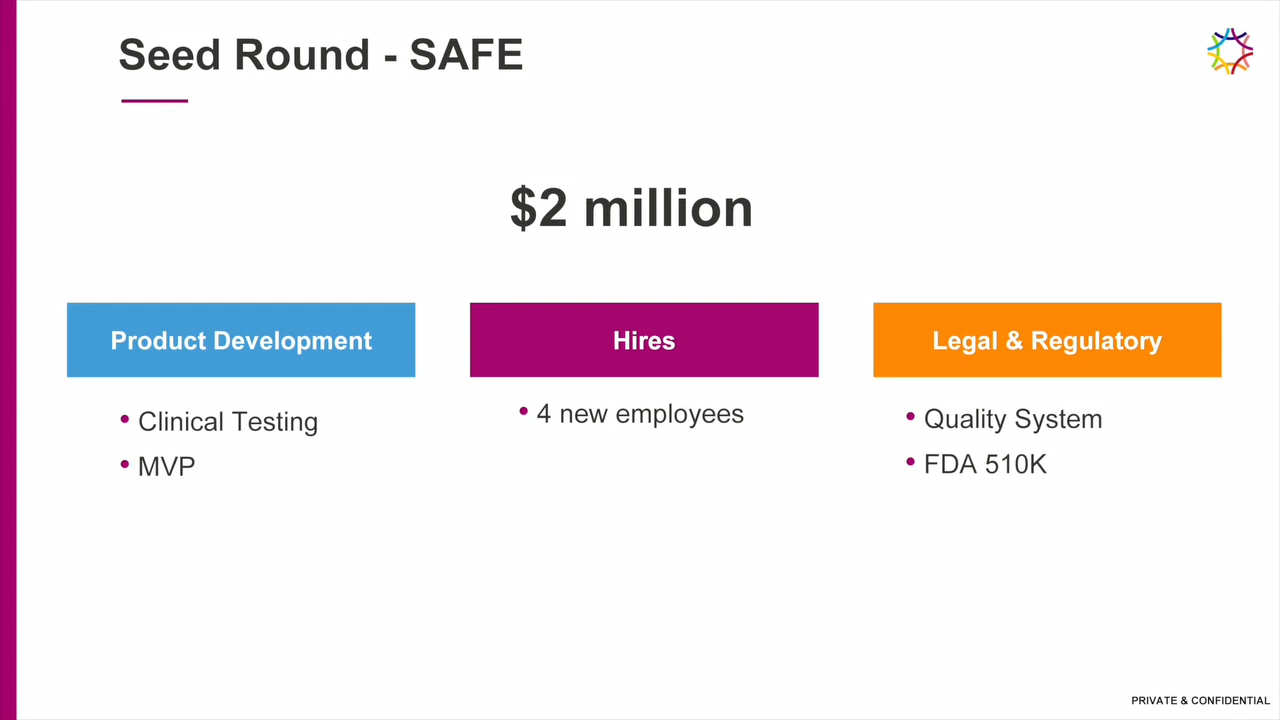 Seed Round - SAFE
$2 million
Product Development
• Clinical Testing
• MVP
Hires
• 4 new employees
Legal & Regulatory
• Quality System
• FDA 510K
PRIVATE & CONFIDENTIAL